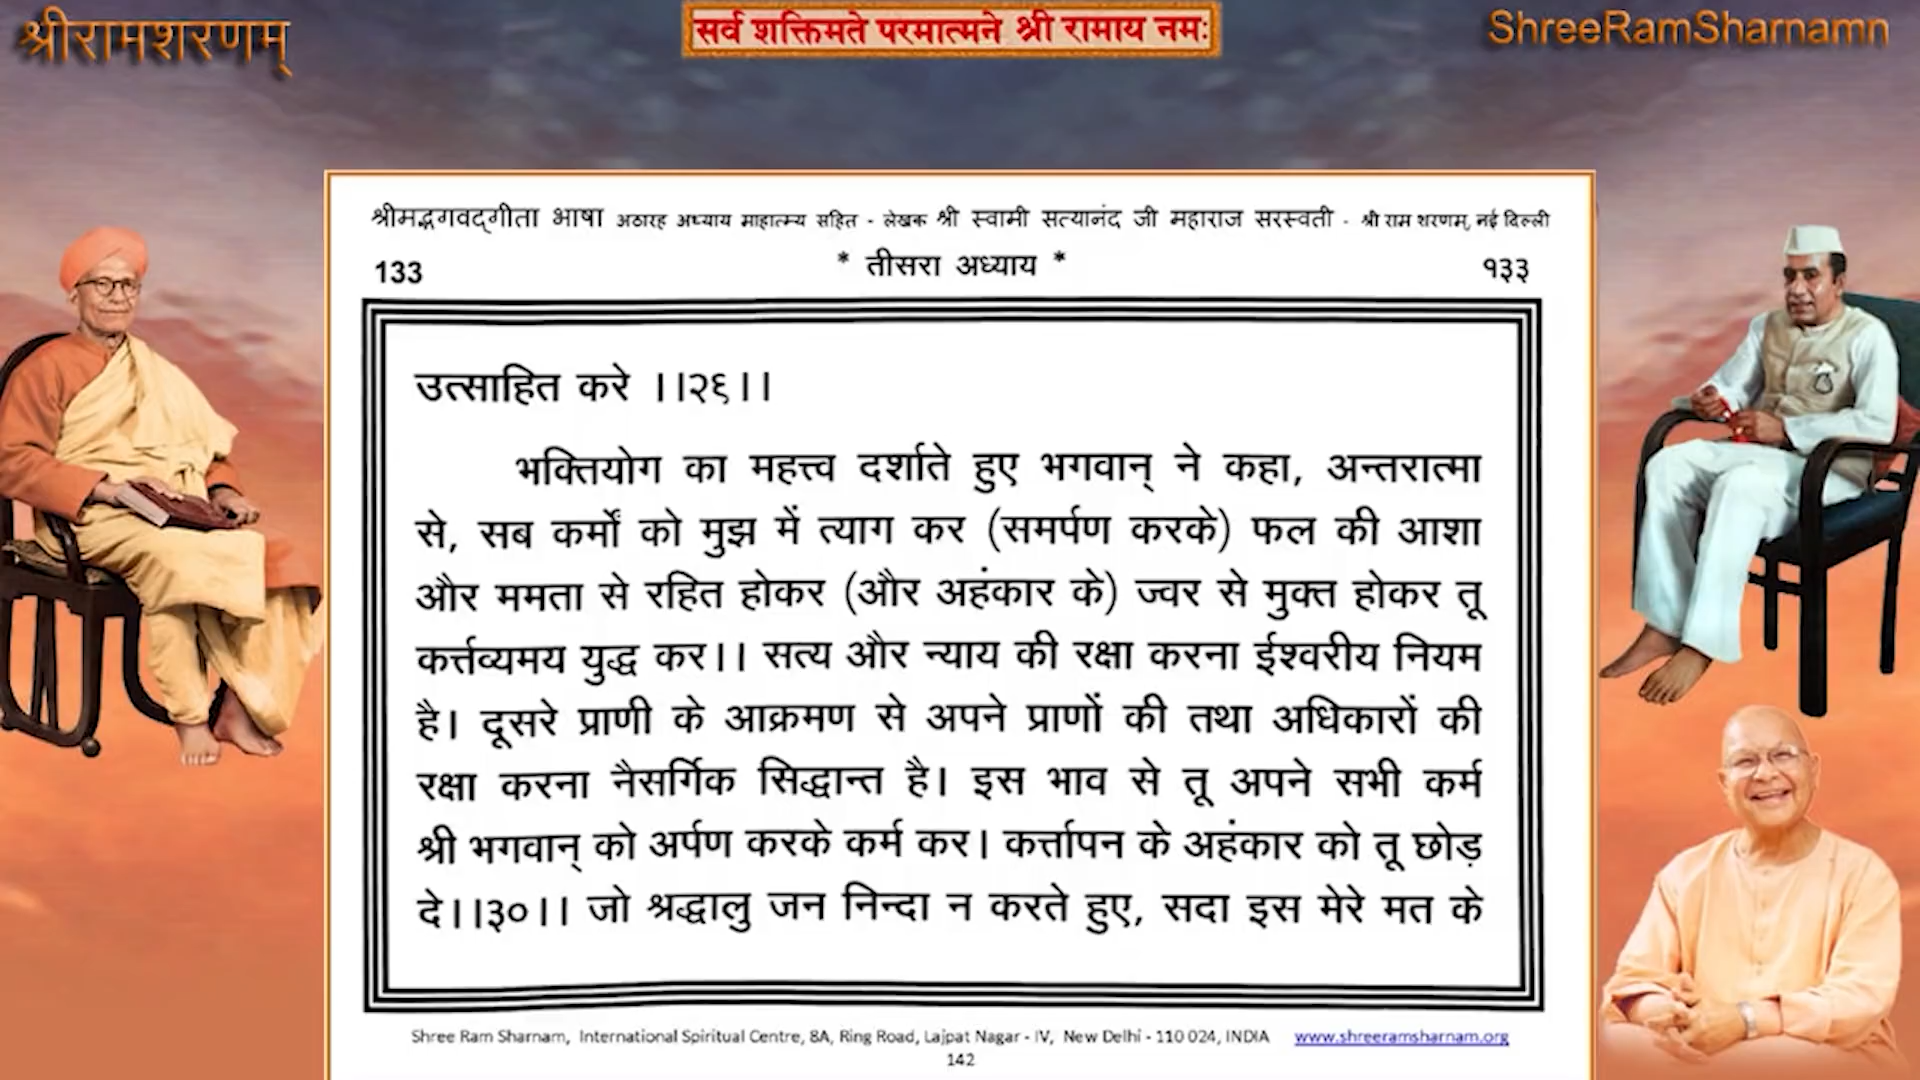 श्रीरामशरणम्
सर्व शक्तिमते परमात्मने श्री रामाय नमः
ShreeRamSharnamn
श्रीमद्भगवद्गीता भाषा अठारह अध्याय माहात्म्य सहित - लेखक श्री स्वामी सत्यानंद जी महाराज सरस्वती - श्री राम शरणम्, नई दिल्ली
133 * तीसरा अध्याय * १३३
उत्साहित करे ।।२६।।
भक्तियोग का महत्त्व दर्शाते हुए भगवान् ने कहा, अन्तरात्मा
से, सब कर्मों को मुझ में त्याग कर (समर्पण करके) फल की आशा
और ममता से रहित होकर (और अहंकार के) ज्वर से मुक्त होकर तू
कर्त्तव्यमय युद्ध कर।। सत्य और न्याय की रक्षा करना ईश्वरीय नियम
है। दूसरे प्राणी के आक्रमण से अपने प्राणों की तथा अधिकारों की
रक्षा करना नैसर्गिक सिद्धान्त है। इस भाव से तू अपने सभी कर्म
श्री भगवान् को अर्पण करके कर्म कर। कर्त्तापन के अहंकार को तू छोड़
दे।।३०।। जो श्रद्धालु जन निन्दा न करते हुए, सदा इस मेरे मत के
Shree Ram Sharnam, International Spiritual Centre, 8A, Ring Road, Lajpat Nagar - IV, New Delhi - 110 024, INDIA www.shreeramsharnam.org
142